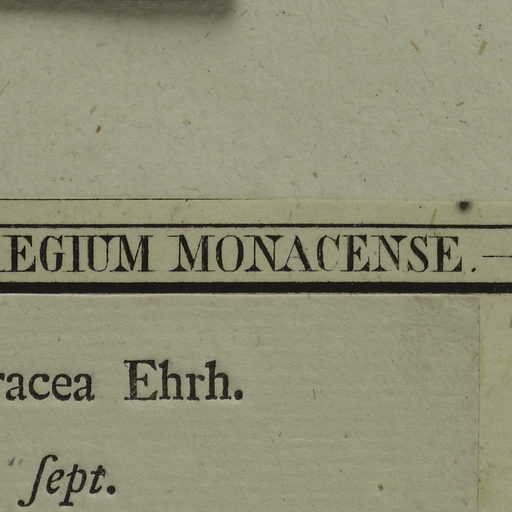 EGIUM MONACENSE. —
racea Ehrh.
ſept.